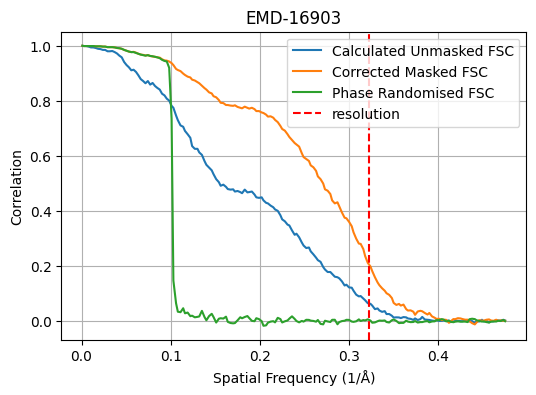 EMD-16903
Calculated Unmasked FSC
Corrected Masked FSC
Phase Randomised FSC
resolution
Correlation
1.0
0.8
0.6
0.4
0.2
0.0
0.0 0.1 0.2 0.3 0.4
Spatial Frequency (1/Å)